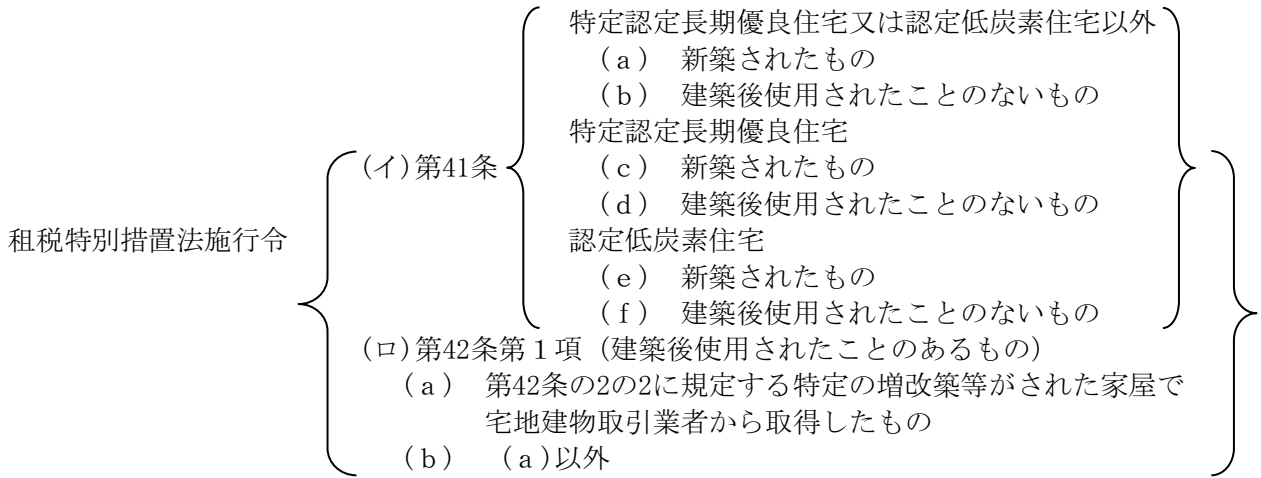 特定認定長期優良住宅又は認定低炭素住宅以外
(a) 新築されたもの
(b) 建築後使用されたことのないもの
特定認定長期優良住宅
(イ)第41条
(c) 新築されたもの
(d) 建築後使用されたことのないもの
租税特別措置法施行令
認定低炭素住宅
(e) 新築されたもの
(f) 建築後使用されたことのないもの
(ロ)第42条第1項(建築後使用されたことのあるもの)
(a) 第42条の2の2に規定する特定の増改築等がされた家屋で
宅地建物取引業者から取得したもの
(b) (a)以外